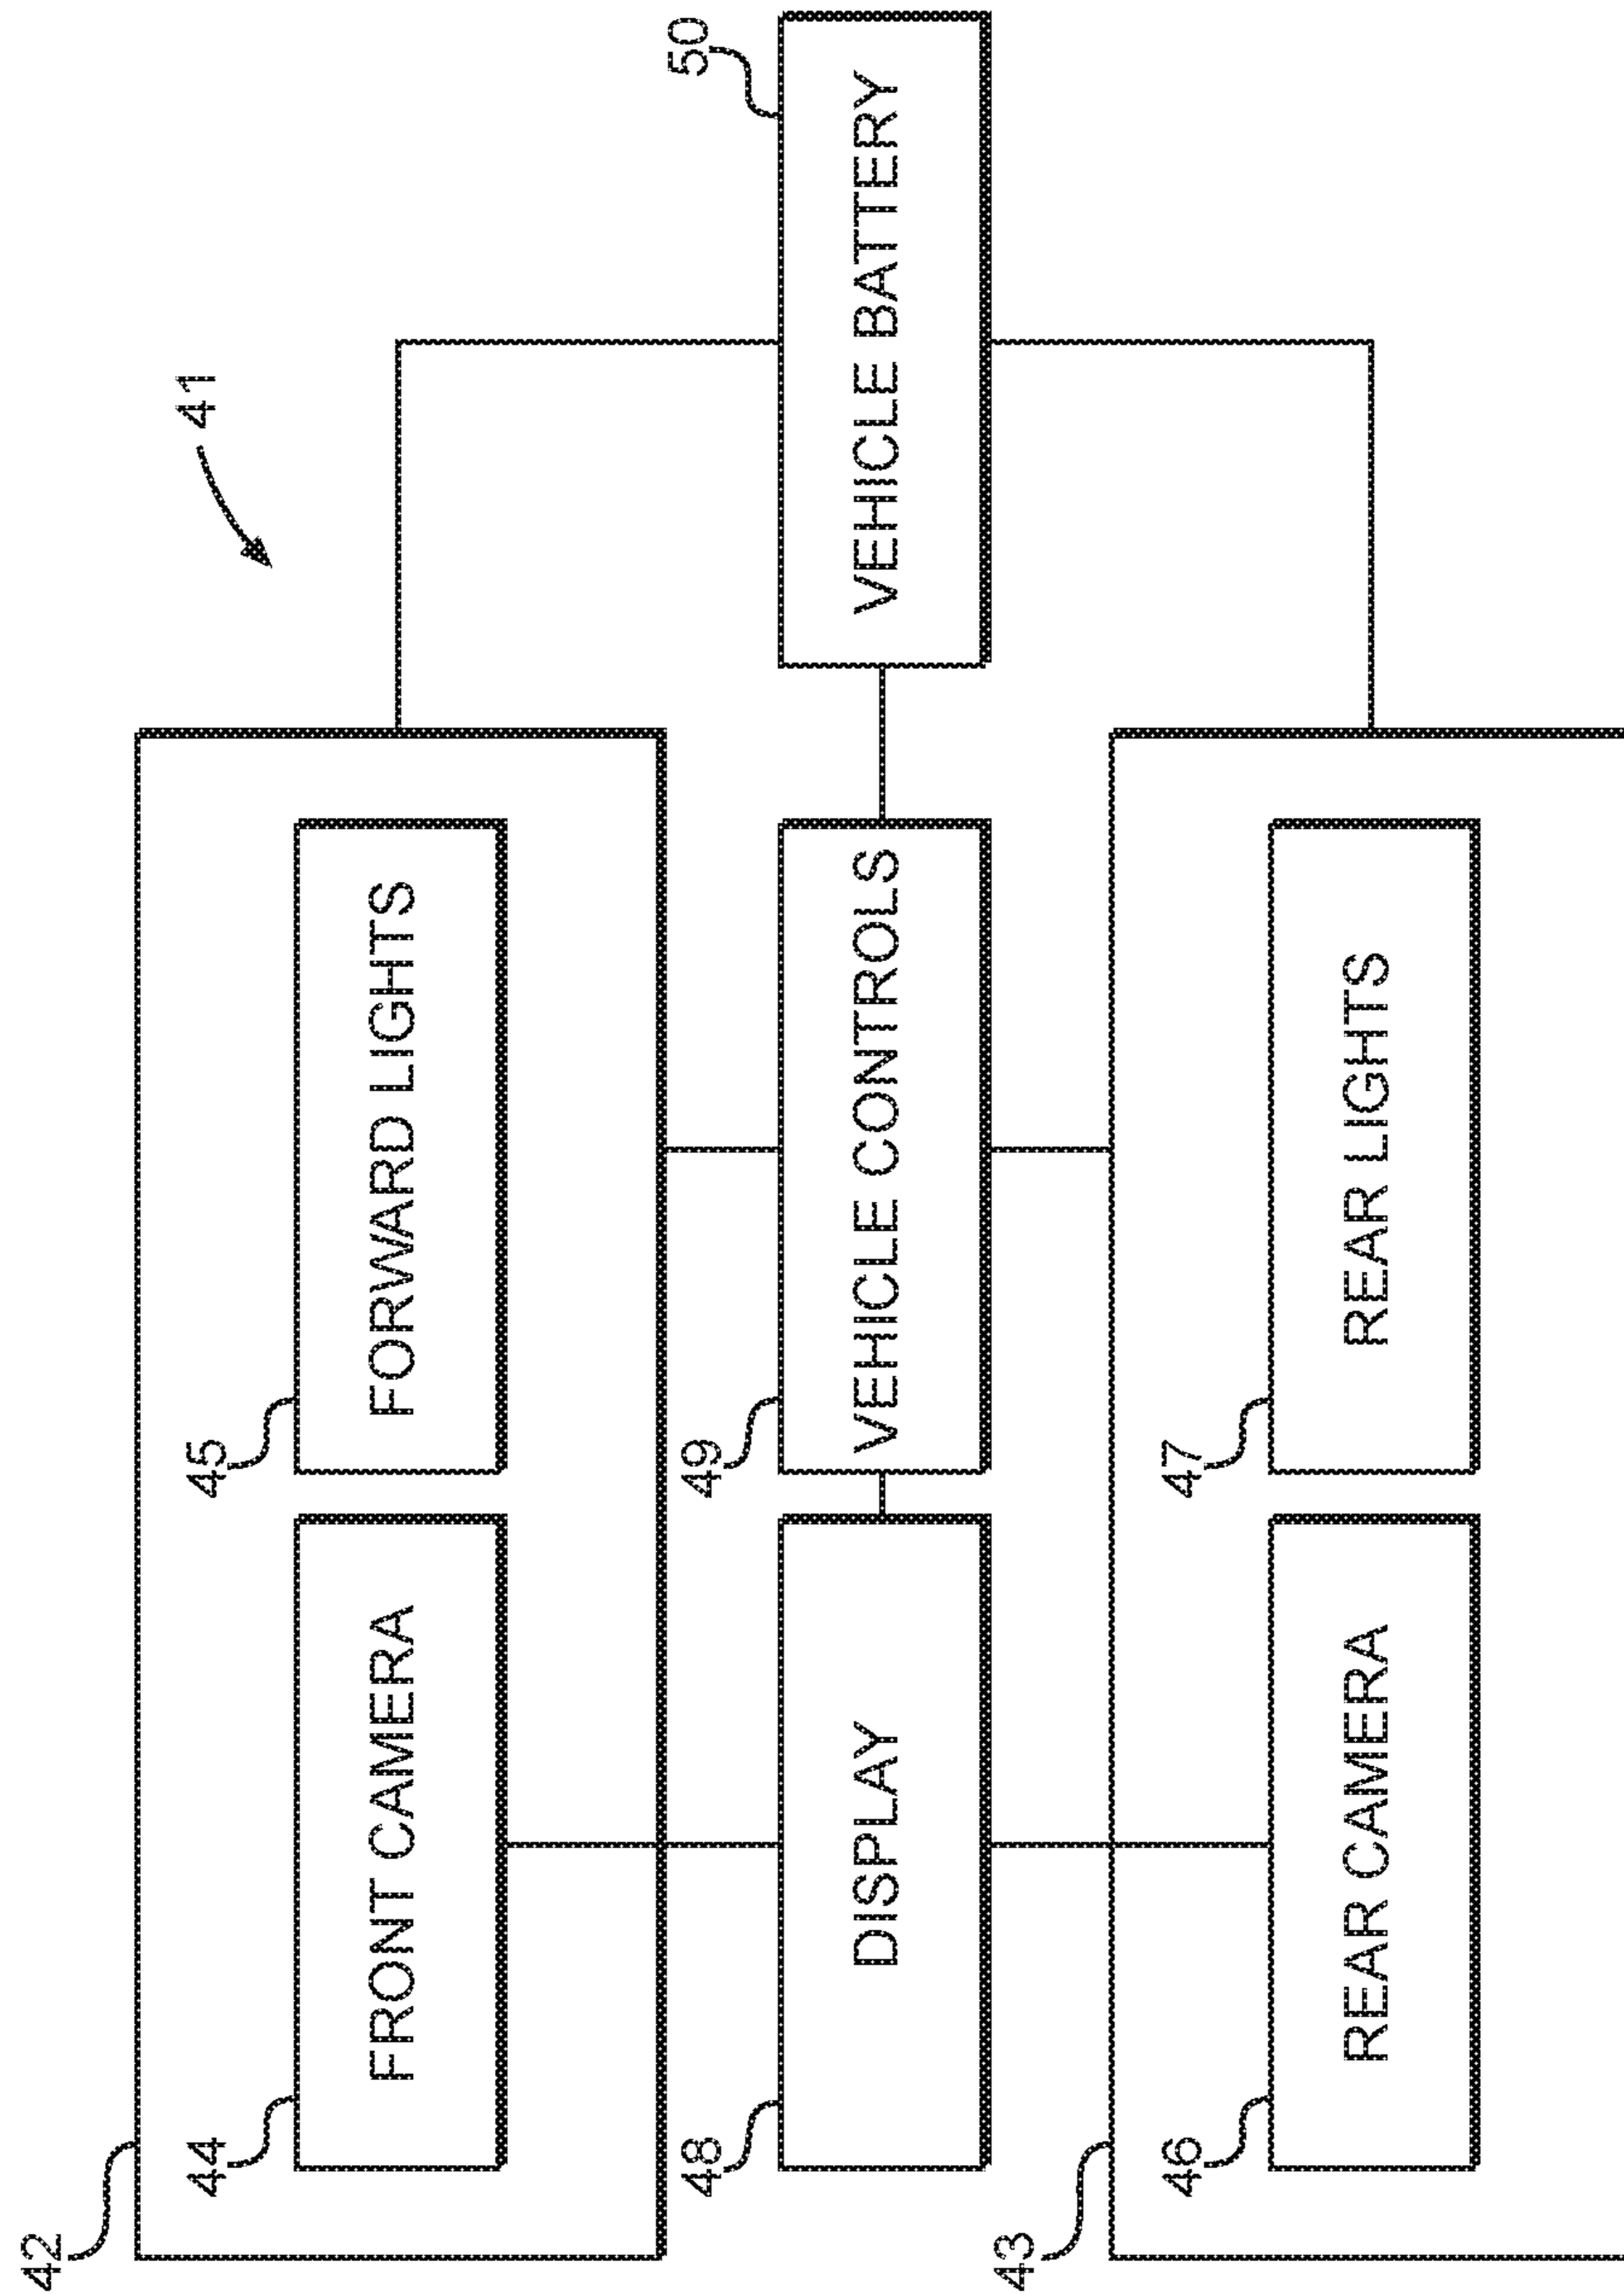 41
42
44
FRONT CAMERA
45
FORWARD LIGHTS
48
DISPLAY
49
VEHICLE CONTROLS
50
VEHICLE BATTERY
43
46
REAR CAMERA
47
REAR LIGHTS